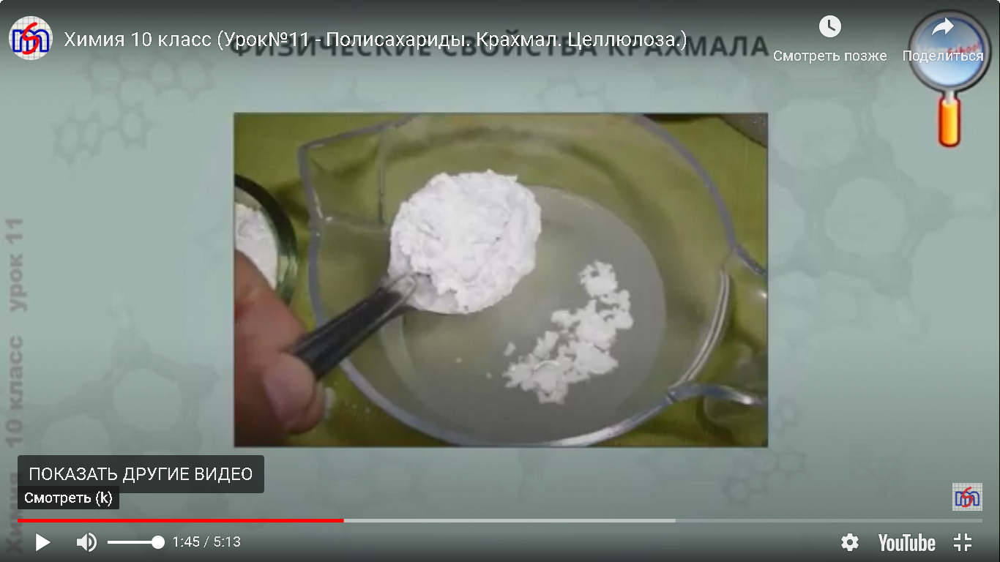 Химия 10 класс (Урок№11 - Полисахариды. Крахмал. Целлюлоза.)
ФИЗИЧЕСКИЕ СВОЙСТВА КРАХМАЛА
Смотреть позже
Поделиться
Химия 10 класс урок 11
ПОКАЗАТЬ ДРУГИЕ ВИДЕО
Смотреть (k)
1:45 / 5:13
YouTube